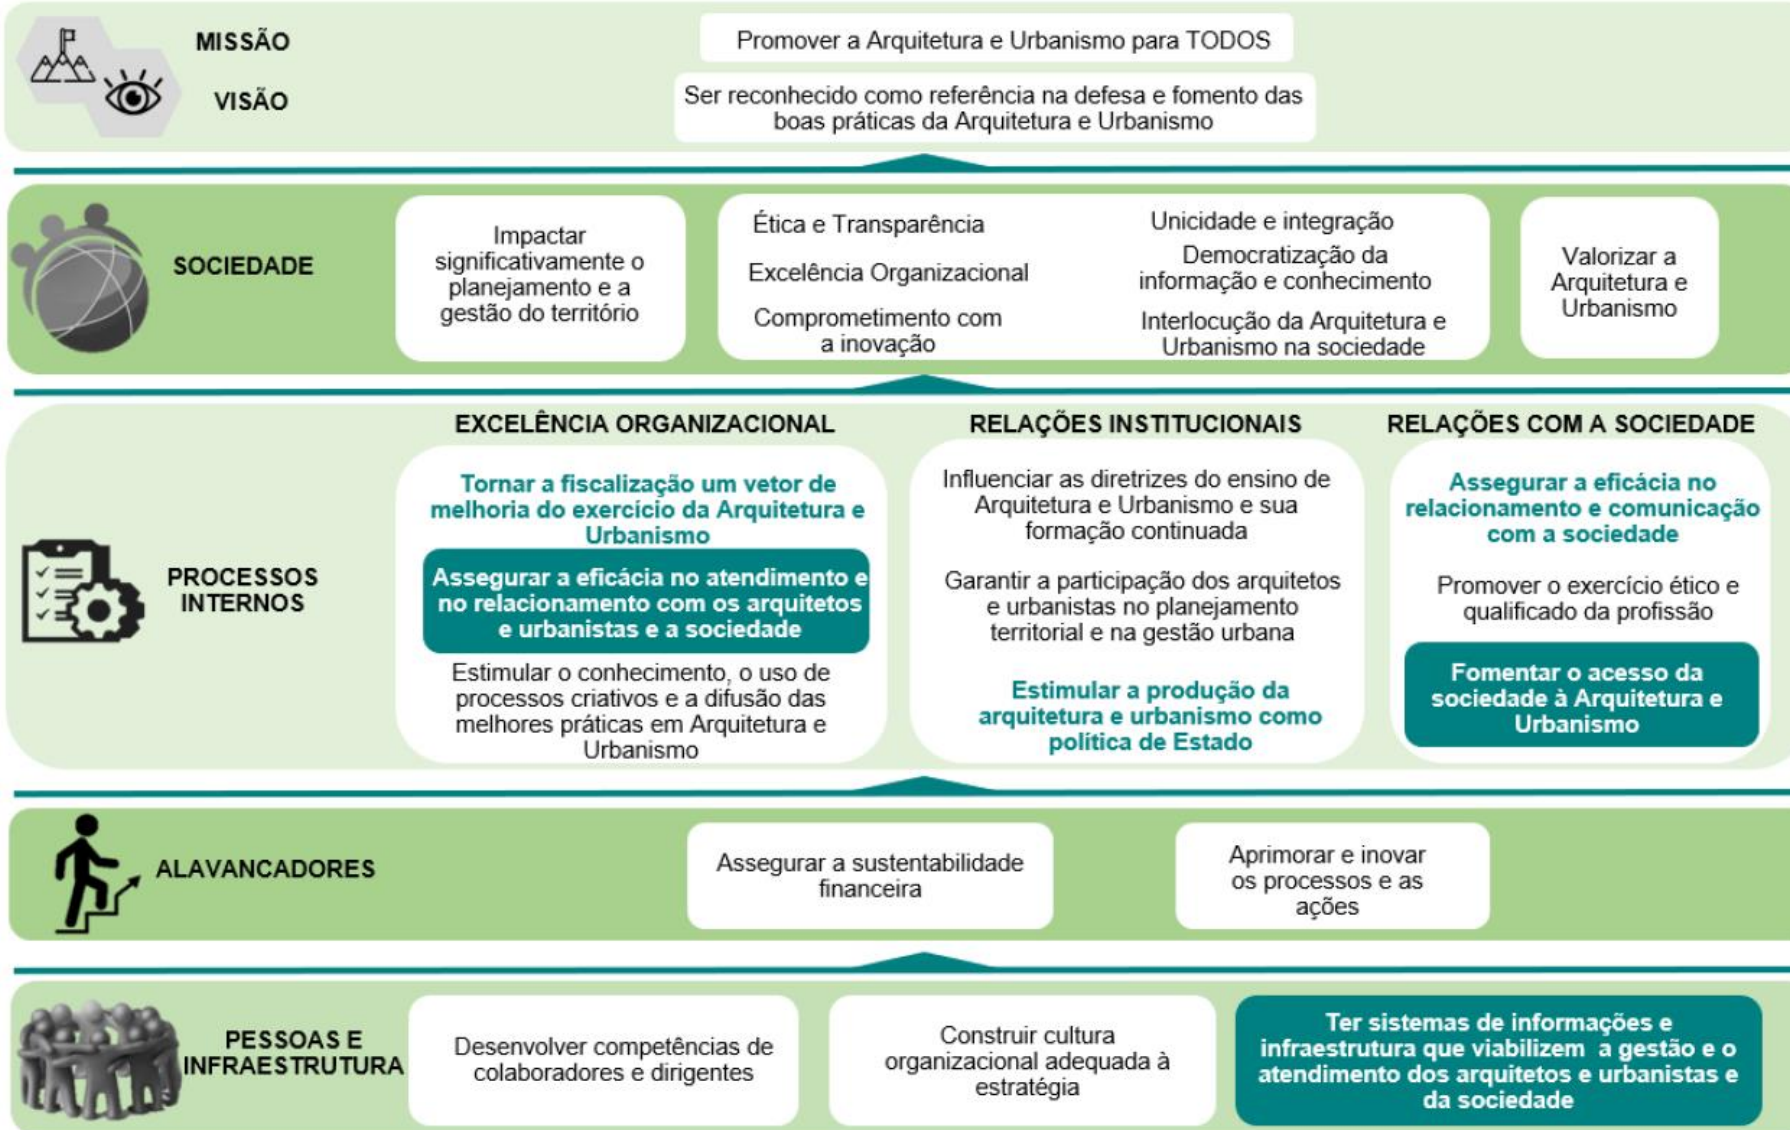 MISSÃO
Promover a Arquitetura e Urbanismo para TODOS
VISÃO
Ser reconhecido como referência na defesa e fomento das
boas práticas da Arquitetura e Urbanismo
SOCIEDADE
Impactar
significativamente o
planejamento e a
gestão do território
Ética e Transparência
Excelência Organizacional
Comprometimento com
a inovação
Unicidade e integração
Democratização da
informação e conhecimento
Interlocução da Arquitetura e
Urbanismo na sociedade
Valorizar a
Arquitetura e
Urbanismo
PROCESSOS
INTERNOS
EXCELÊNCIA ORGANIZACIONAL
Tornar a fiscalização um vetor de
melhoria do exercício da Arquitetura e
Urbanismo
Assegurar a eficácia no atendimento e
no relacionamento com os arquitetos
e urbanistas e a sociedade
Estimular o conhecimento, o uso de
processos criativos e a difusão das
melhores práticas em Arquitetura e
Urbanismo
RELAÇÕES INSTITUCIONAIS
Influenciar as diretrizes do ensino de
Arquitetura e Urbanismo e sua
formação continuada
Garantir a participação dos arquitetos
e urbanistas no planejamento
territorial e na gestão urbana
Estimular a produção da
arquitetura e urbanismo como
política de Estado
RELAÇÕES COM A SOCIEDADE
Assegurar a eficácia no
relacionamento e comunicação
com a sociedade
Promover o exercício ético e
qualificado da profissão
Fomentar o acesso da
sociedade à Arquitetura e
Urbanismo
ALAVANCADORES
Assegurar a sustentabilidade
financeira
Aprimorar e inovar
os processos e as
ações
PESSOAS E
INFRAESTRUTURA
Desenvolver competências de
colaboradores e dirigentes
Construir cultura
organizacional adequada à
estratégia
Ter sistemas de informações e
infraestrutura que viabilizem a gestão e o
atendimento dos arquitetos e urbanistas e
da sociedade